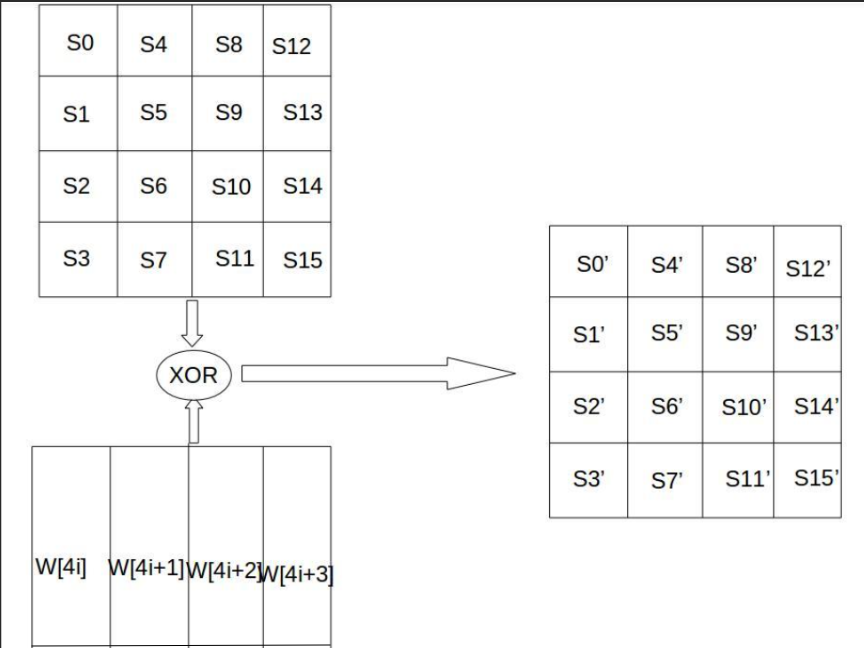 S0 S4 S8 S12
S1 S5 S9 S13
S2 S6 S10 S14
S3 S7 S11 S15
XOR
W[4i] W[4i+1] W[4i+2] W[4i+3]
S0’ S4’ S8’ S12’
S1’ S5’ S9’ S13’
S2’ S6’ S10’ S14’
S3’ S7’ S11’ S15’